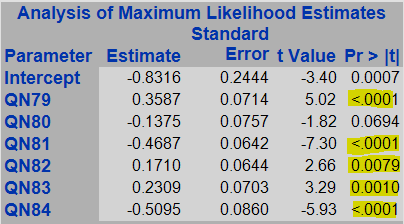 Analysis of Maximum Likelihood Estimates
Standard
Parameter Estimate Error t Value Pr > |t|
Intercept -0.8316 0.2444 -3.40 0.0007
QN79 0.3587 0.0714 5.02 <.0001
QN80 -0.1375 0.0757 -1.82 0.0694
QN81 -0.4687 0.0642 -7.30 <.0001
QN82 0.1710 0.0644 2.66 0.0079
QN83 0.2309 0.0703 3.29 0.0010
QN84 -0.5095 0.0860 -5.93 <.0001